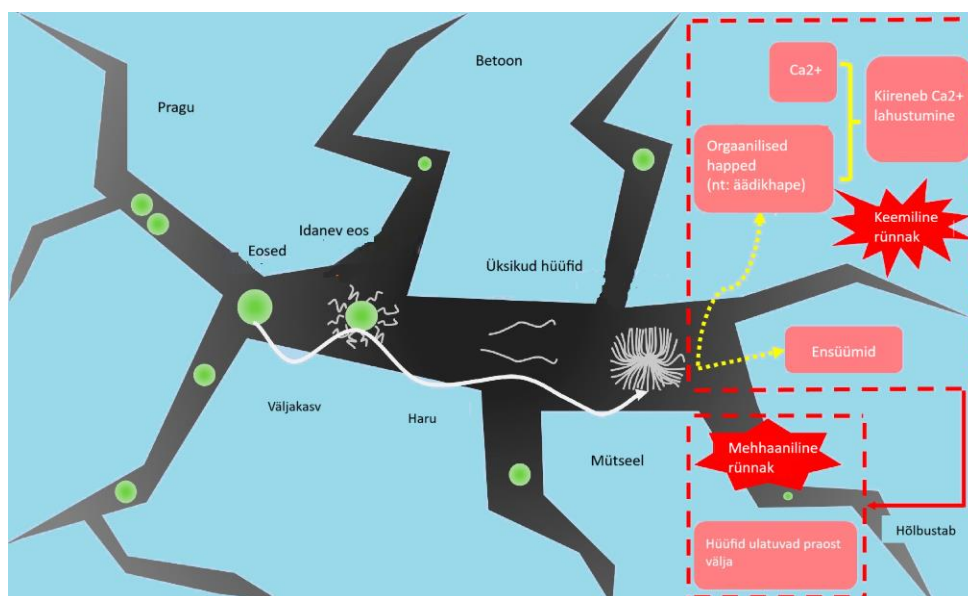 Betoon
Pragu
Idanev eos
Eosed
Üksikud hüüfid
Väljakasv
Haru
Mütseel
Ca2+
Kiireneb Ca2+
lahustumine
Orgaanilised
happed
(nt: äädikhape)
Keemiline
rünnak
Ensüümid
Mehhaaniline
rünnak
Hõlbustab
Hüüfid ulatuvad praost
välja